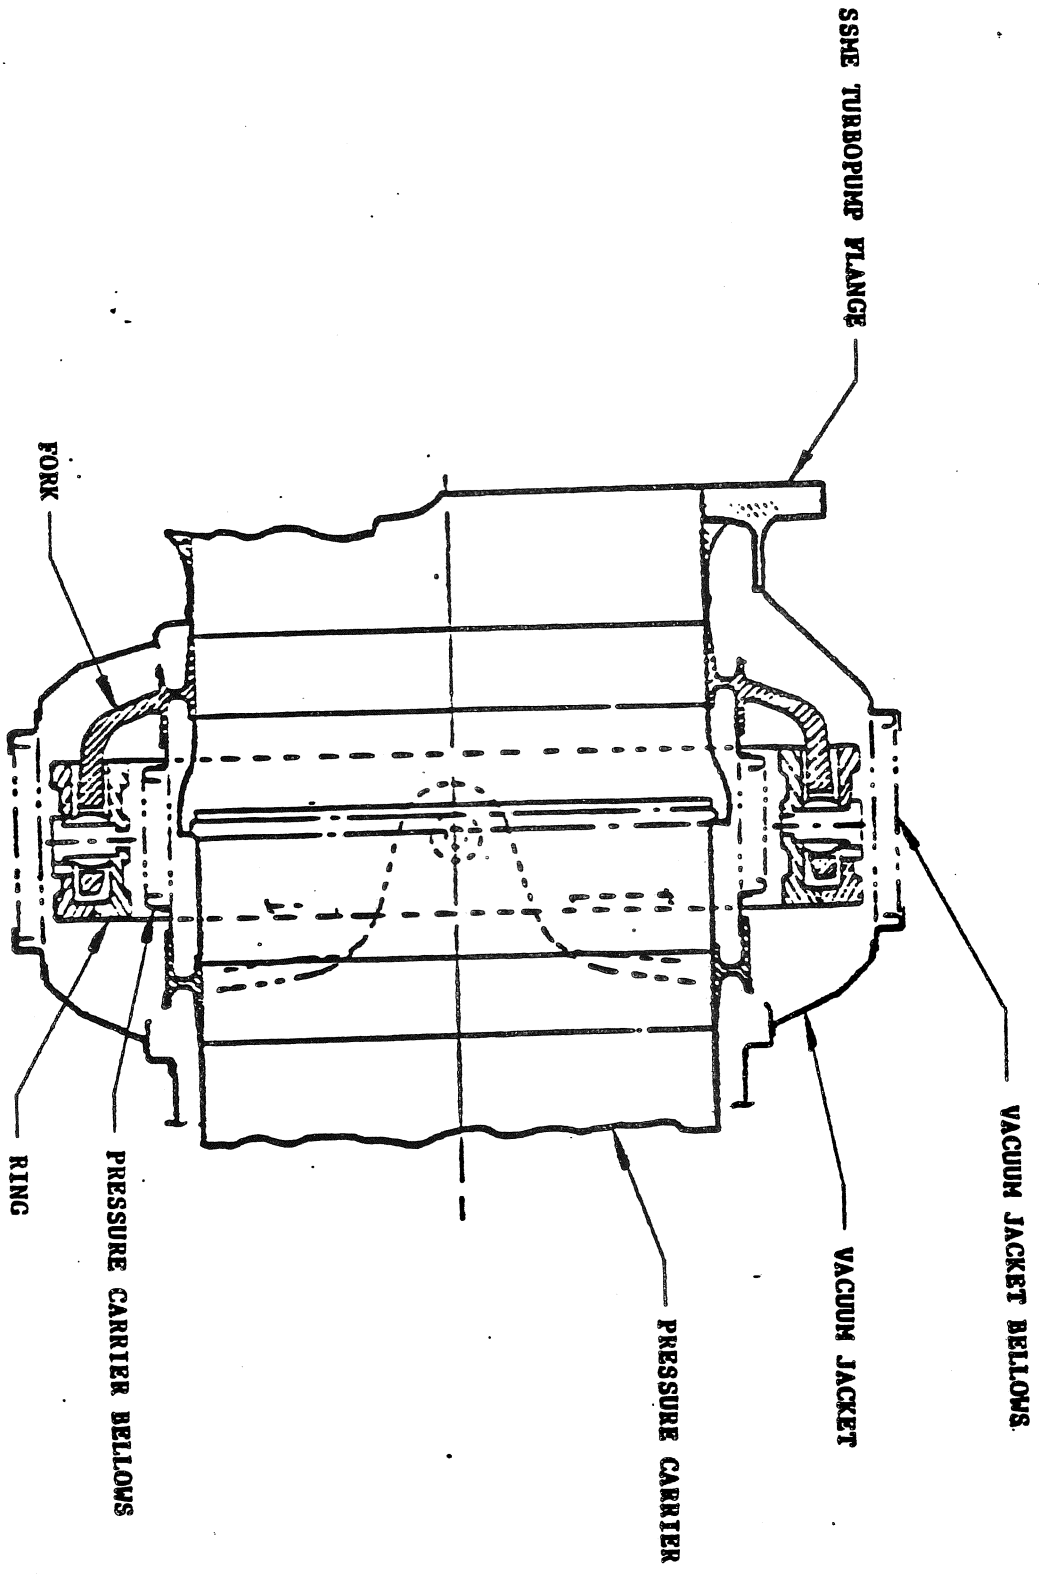 SSME TURBOPUMP FLANGE
VACUUM JACKET BELLOWS
VACUUM JACKET
PRESSURE CARRIER
PRESSURE CARRIER BELLOWS
RING
FORK